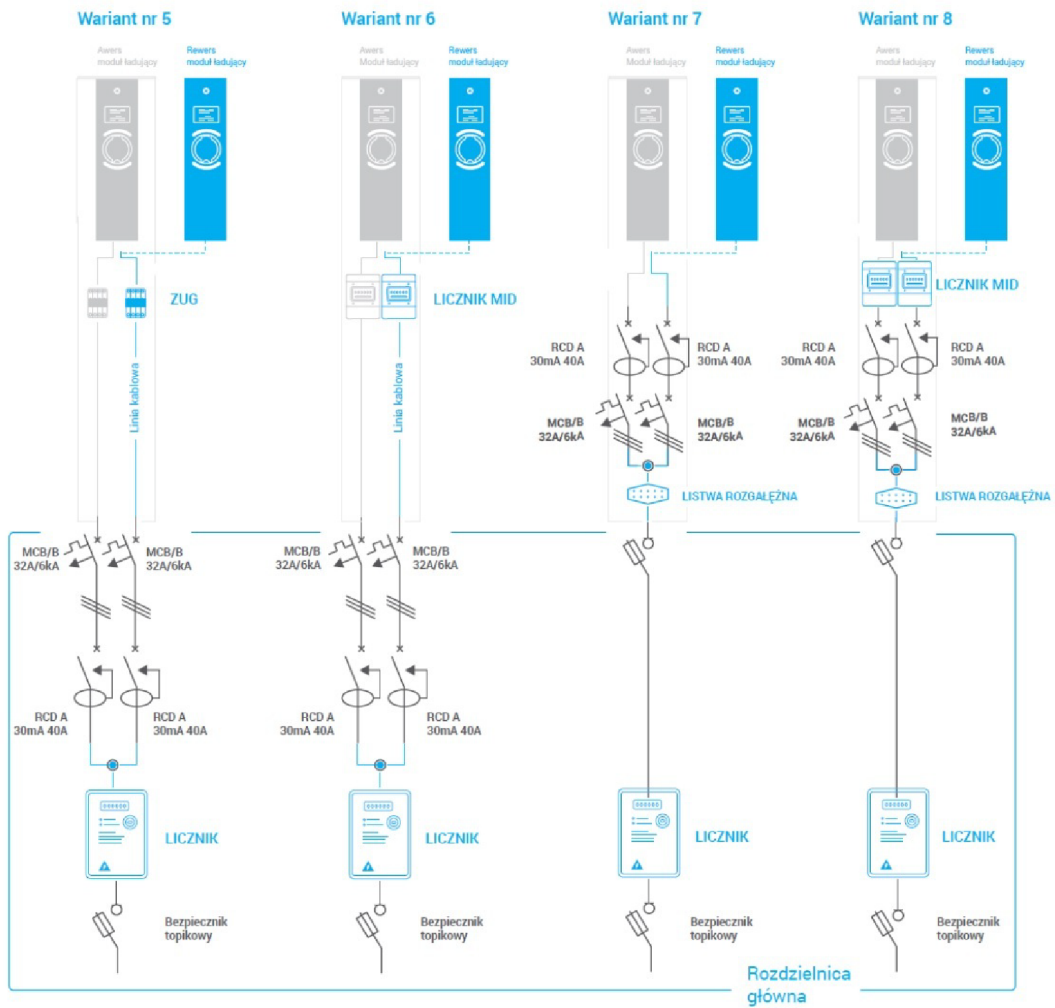 Wariant nr 5
Wariant nr 6
Wariant nr 7
Wariant nr 8
Awers
moduł ładujący
Rewers
moduł ładujący
Awers
Moduł ładujący
Rewers
moduł ładujący
Awers
Moduł ładujący
Rewers
moduł ładujący
Awers
moduł ładujący
Rewers
moduł ładujący
ZUG
LICZNIK MID
LICZNIK MID
Linia kablowa
Linia kablowa
RCD A
30mA 40A
RCD A
30mA 40A
RCD A
30mA 40A
RCD A
30mA 40A
MCB/B
32A/6kA
MCB/B
32A/6kA
MCB/B
32A/6kA
MCB/B
32A/6kA
LISTWA ROZGAŁĘŹNA
LISTWA ROZGAŁĘŹNA
MCB/B
32A/6kA
MCB/B
32A/6kA
MCB/B
32A/6kA
MCB/B
32A/6kA
RCD A
30mA 40A
RCD A
30mA 40A
RCD A
30mA 40A
RCD A
30mA 40A
LICZNIK
LICZNIK
LICZNIK
LICZNIK
Bezpiecznik
topikowy
Bezpiecznik
topikowy
Bezpiecznik
topikowy
Bezpiecznik
topikowy
Rozdzielnica
główna